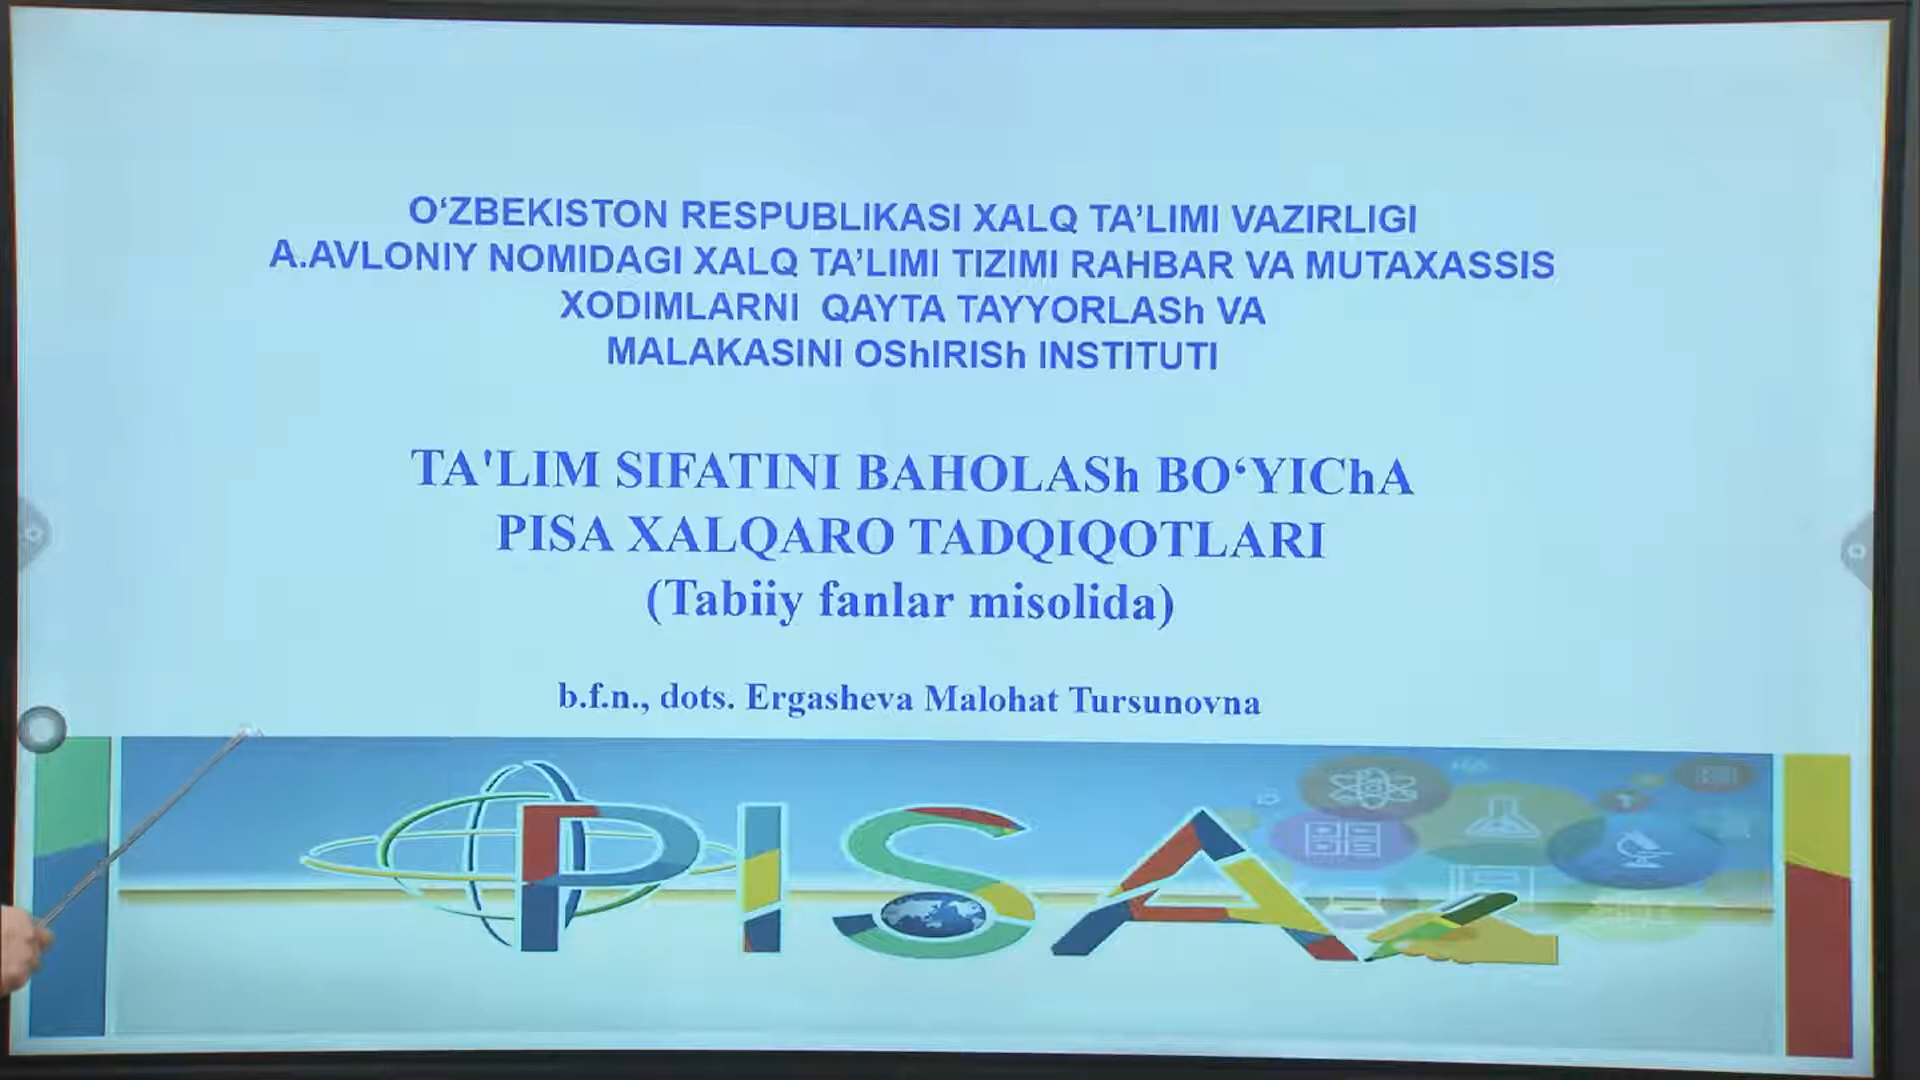 O‘ZBEKISTON RESPUBLIKASI XALQ TA’LIMI VAZIRLIGI
A.AVLONIY NOMIDAGI XALQ TA’LIMI TIZIMI RAHBAR VA MUTAXASSIS
XODIMLARNI QAYTA TAYYORLASh VA
MALAKASINI OShIRISh INSTITUTI
TA'LIM SIFATINI BAHOLASh BO‘YIChA
PISA XALQARO TADQIQOTLARI
(Tabiiy fanlar misolida)
b.f.n., dots. Ergasheva Malohat Tursunovna
PISA